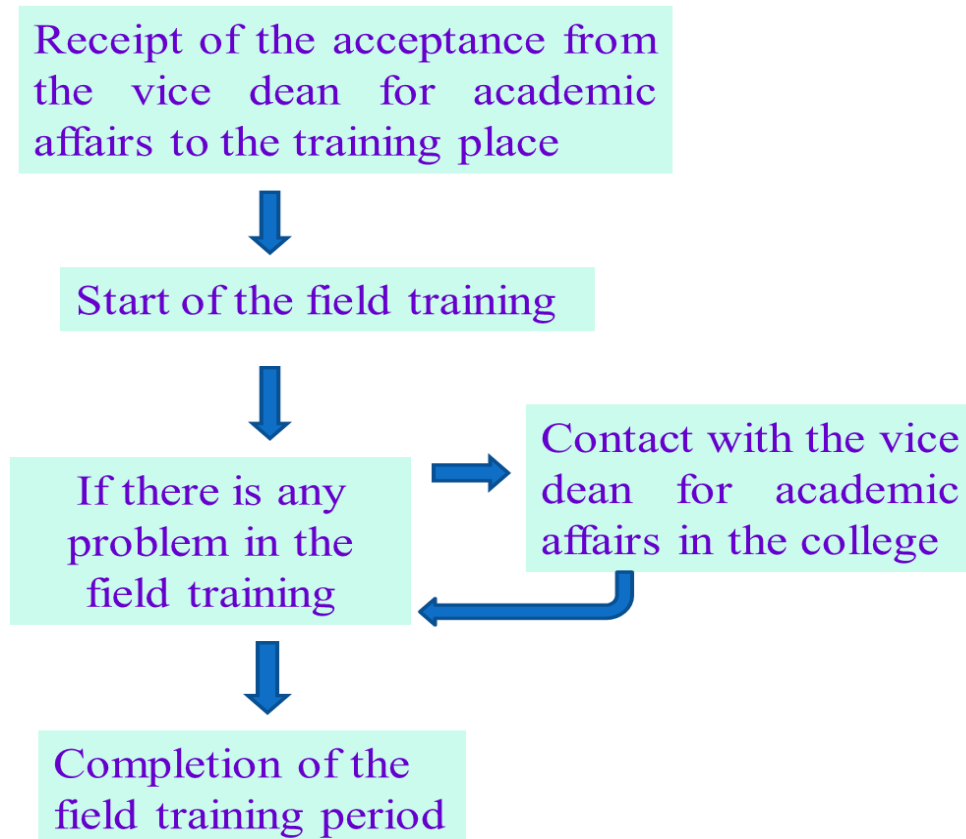 Receipt of the acceptance from
the vice dean for academic
affairs to the training place
Start of the field training
If there is any
problem in the
field training
Contact with the vice
dean for academic
affairs in the college
Completion of the
field training period